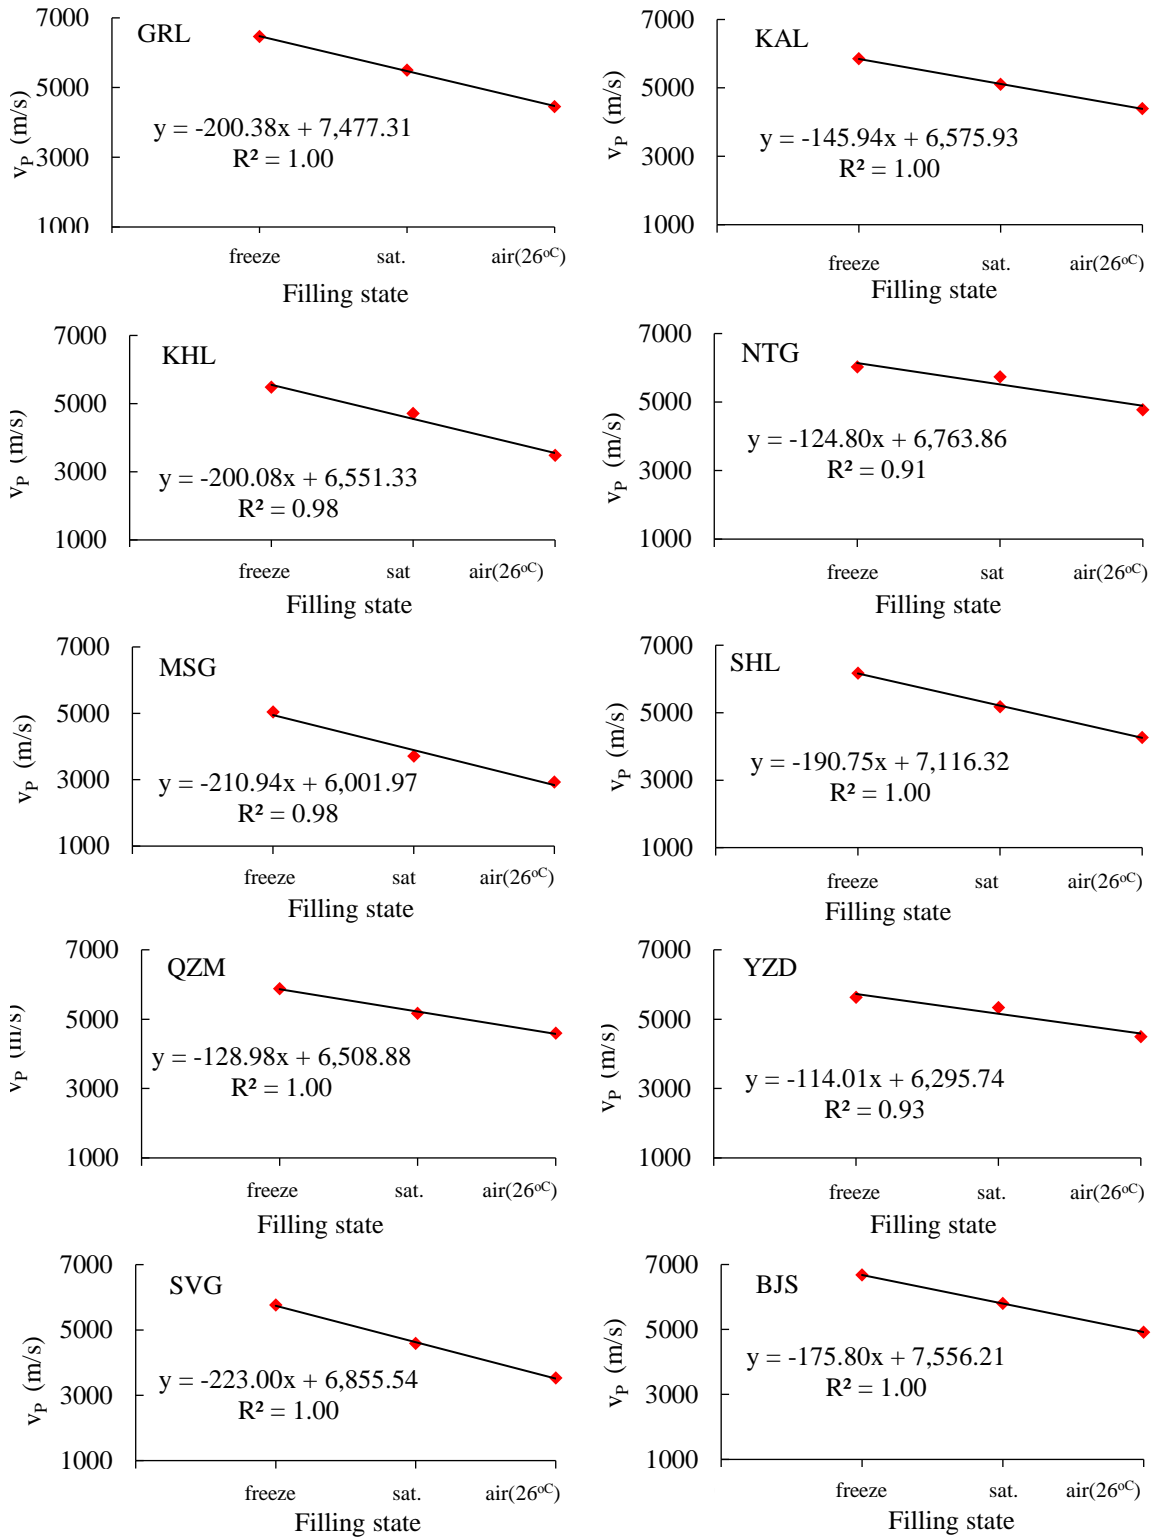 7000
GRL
5000
v_P (m/s)
y = -200.38x + 7,477.31
R² = 1.00
3000
1000
freeze sat. air(26ºC)
Filling state
7000
KAL
5000
v_P (m/s)
y = -145.94x + 6,575.93
R² = 1.00
3000
1000
freeze sat. air(26ºC)
Filling state
7000
KHL
5000
v_P (m/s)
y = -200.08x + 6,551.33
R² = 0.98
3000
1000
freeze sat air(26ºC)
Filling state
7000
NTG
5000
v_P (m/s)
y = -124.80x + 6,763.86
R² = 0.91
3000
1000
freeze sat air(26ºC)
Filling state
7000
MSG
5000
v_P (m/s)
y = -210.94x + 6,001.97
R² = 0.98
3000
1000
freeze sat air(26ºC)
Filling state
7000
SHL
5000
v_P (m/s)
y = -190.75x + 7,116.32
R² = 1.00
3000
1000
freeze sat air(26ºC)
Filling state
7000
QZM
5000
v_P (m/s)
y = -128.98x + 6,508.88
R² = 1.00
3000
1000
freeze sat. air(26ºC)
Filling state
7000
YZD
5000
v_P (m/s)
y = -114.01x + 6,295.74
R² = 0.93
3000
1000
freeze sat. air(26ºC)
Filling state
7000
SVG
5000
v_P (m/s)
y = -223.00x + 6,855.54
R² = 1.00
3000
1000
freeze sat. air(26ºC)
Filling state
7000
BJS
5000
v_P (m/s)
y = -175.80x + 7,556.21
R² = 1.00
3000
1000
freeze sat. air(26ºC)
Filling state